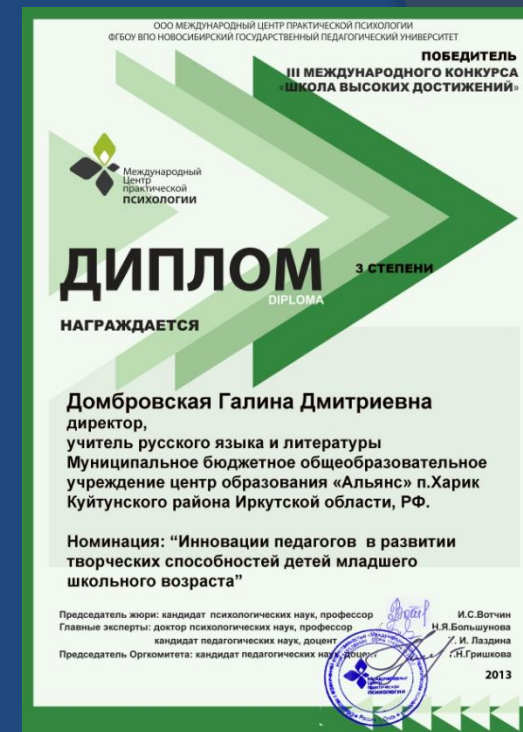 ООО МЕЖДУНАРОДНЫЙ ЦЕНТР ПРАКТИЧЕСКОЙ ПСИХОЛОГИИ
ФГБОУ ВПО НОВОСИБИРСКИЙ ГОСУДАРСТВЕННЫЙ ПЕДАГОГИЧЕСКИЙ УНИВЕРСИТЕТ
ПОБЕДИТЕЛЬ
III МЕЖДУНАРОДНОГО КОНКУРСА
«ШКОЛА ВЫСОКИХ ДОСТИЖЕНИЙ»
Международный
Центр
практической
психологии
ДИПЛОМ
3 СТЕПЕНИ
DIPLOMA
НАГРАЖДАЕТСЯ
Домбровская Галина Дмитриевна
директор,
учитель русского языка и литературы
Муниципальное бюджетное общеобразовательное
учреждение центр образования «Альянс» п.Харик
Куйтунского района Иркутской области, РФ.
Номинация: “Инновации педагогов в развитии
творческих способностей детей младшего
школьного возраста”
Председатель жюри: кандидат психологических наук, профессор И.С.Вотчин
Главные эксперты: доктор психологических наук, профессор Н.Я.Большунова
кандидат педагогических наук, доцент И. Лаздина
Председатель Оргкомитета: кандидат педагогических наук, доцент Н.Гришкова
2013